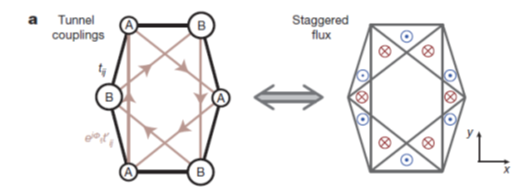 a Tunnel couplings
Staggered flux
A B
t_ij
B A
e^{iφ_ij} t'_ij
A B
y
x